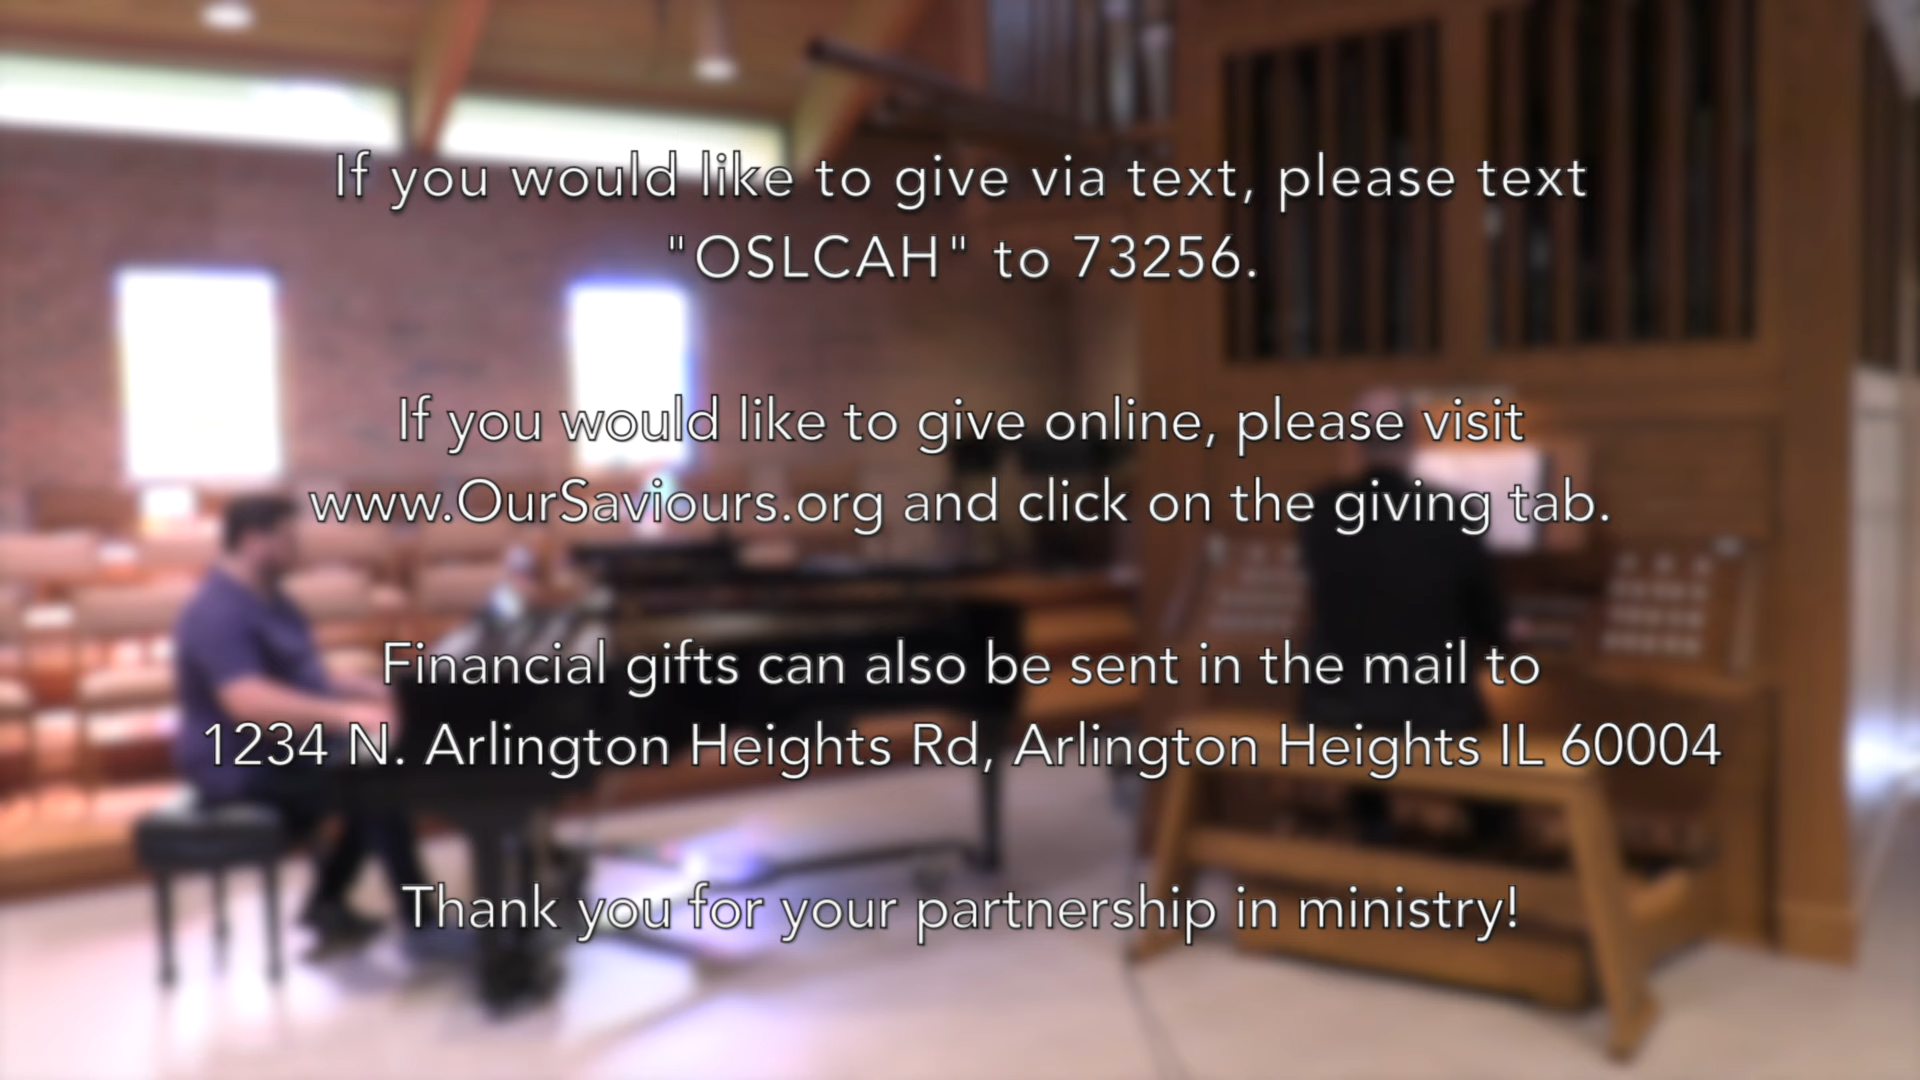 If you would like to give via text, please text
"OSLCAH" to 73256.
If you would like to give online, please visit
www.OurSaviours.org and click on the giving tab.
Financial gifts can also be sent in the mail to
1234 N. Arlington Heights Rd, Arlington Heights IL 60004
Thank you for your partnership in ministry!